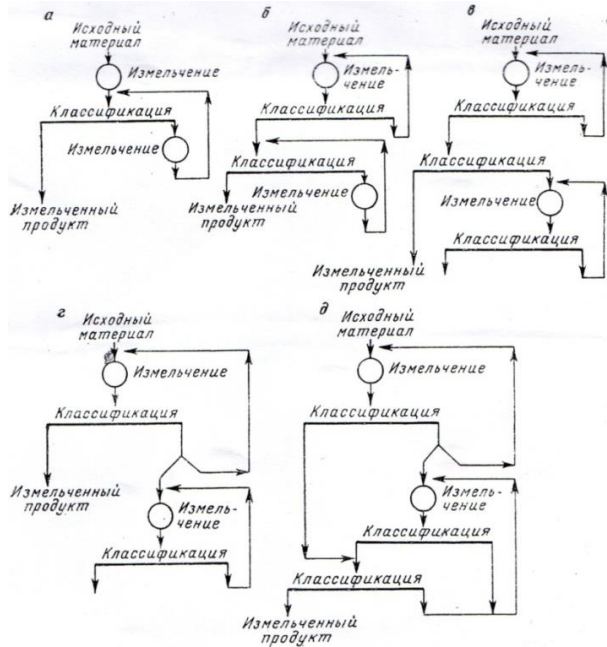 а
Исходный
материал
Измельчение
Классификация
Измельчение
Измельченный
продукт
б
Исходный
материал
Измель-
чение
Классификация
Классификация
Измельчение
Измельченный
продукт
в
Исходный
материал
Измельчение
Классификация
Классификация
Измельчение
Классификация
Измельченный
продукт
г
Исходный
материал
Измельчение
Классификация
Измельченный
продукт
Измель-
чение
Классификация
д
Исходный
материал
Измельчение
Классификация
Измель-
чение
Классификация
Классификация
Измельченный
продукт